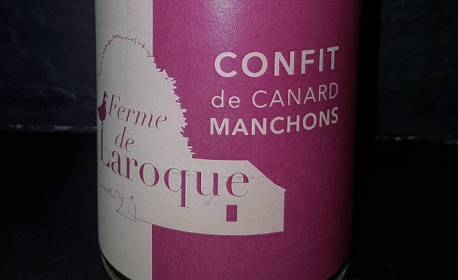 Ferme
de
Laroque
CONFIT
de CANARD
MANCHONS